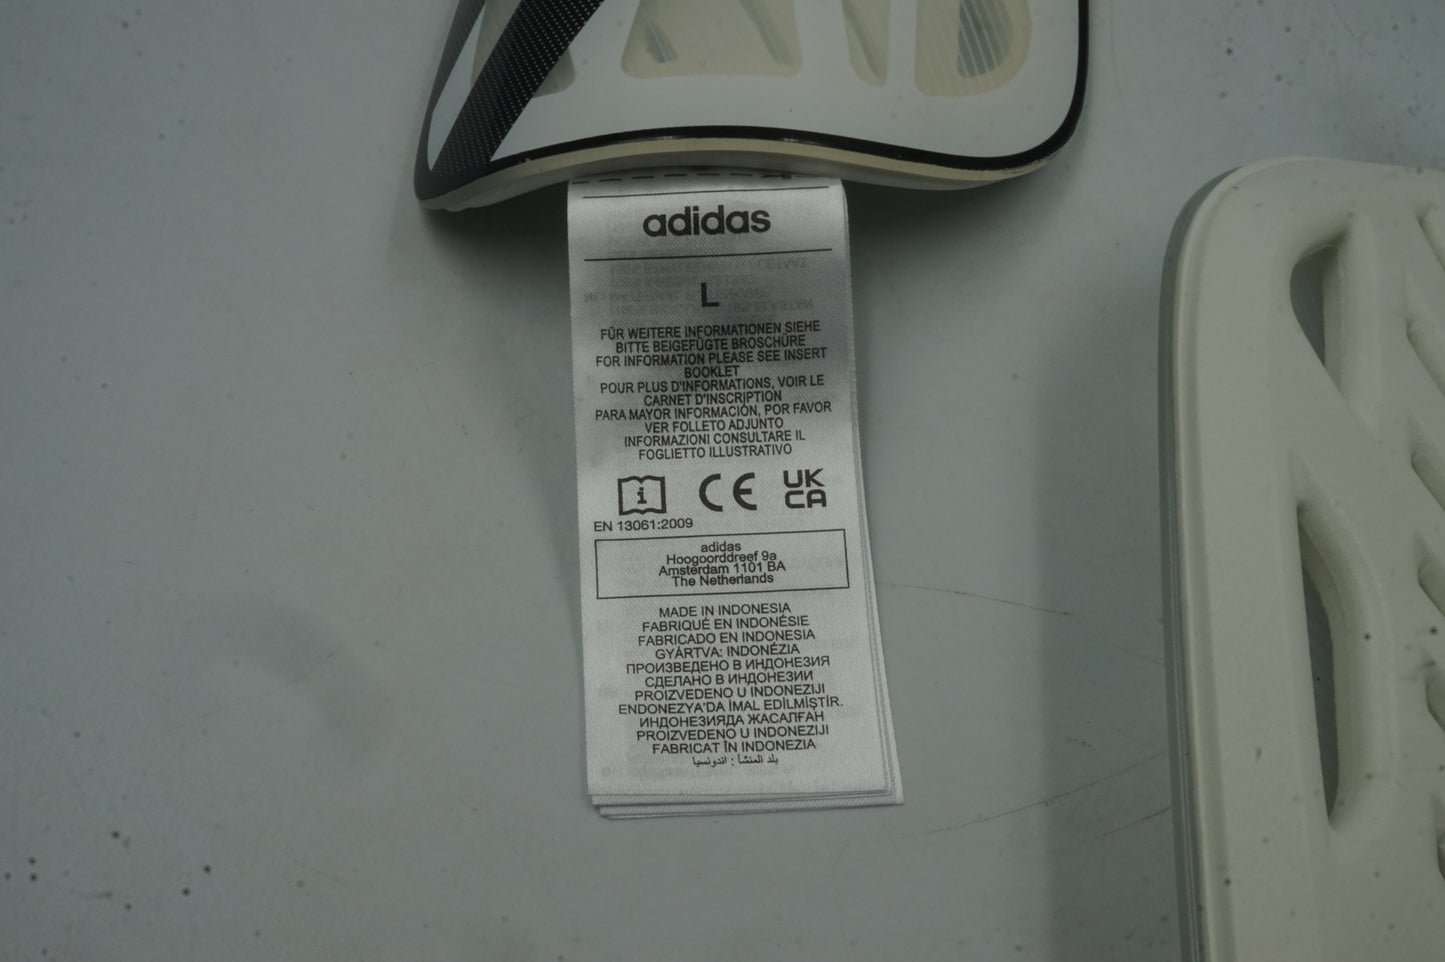 adidas
L
FÜR WEITERE INFORMATIONEN SIEHE
BITTE BEIGEFÜGTE BROSCHÜRE
FOR INFORMATION PLEASE SEE INSERT
BOOKLET
POUR PLUS D'INFORMATIONS, VOIR LE
CARNET D'INSCRIPTION
PARA MAYOR INFORMACIÓN, POR FAVOR
VER FOLLETO ADJUNTO
INFORMAZIONI CONSULTARE IL
FOGLIETTO ILLUSTRATIVO
i CE UK
CA
EN 13061:2009
adidas
Hoogoorddreef 9a
Amsterdam 1101 BA
The Netherlands
MADE IN INDONESIA
FABRIQUÉ EN INDONÉSIE
FABRICADO EN INDONESIA
GYÁRTVA: INDONÉZIA
ПРОИЗВЕДЕНО В ИНДОНЕЗИЯ
СДЕЛАНО В ИНДОНЕЗИИ
PROIZVEDENO U INDONEZIJI
ENDONEZYA'DA İMAL EDİLMİŞTİR.
ИНДОНЕЗИЯДА ЖАСАЛҒАН
PROIZVEDENO U INDONEZIJI
FABRICAT ÎN INDONEZIA
بلد المنشأ : اندونسيا